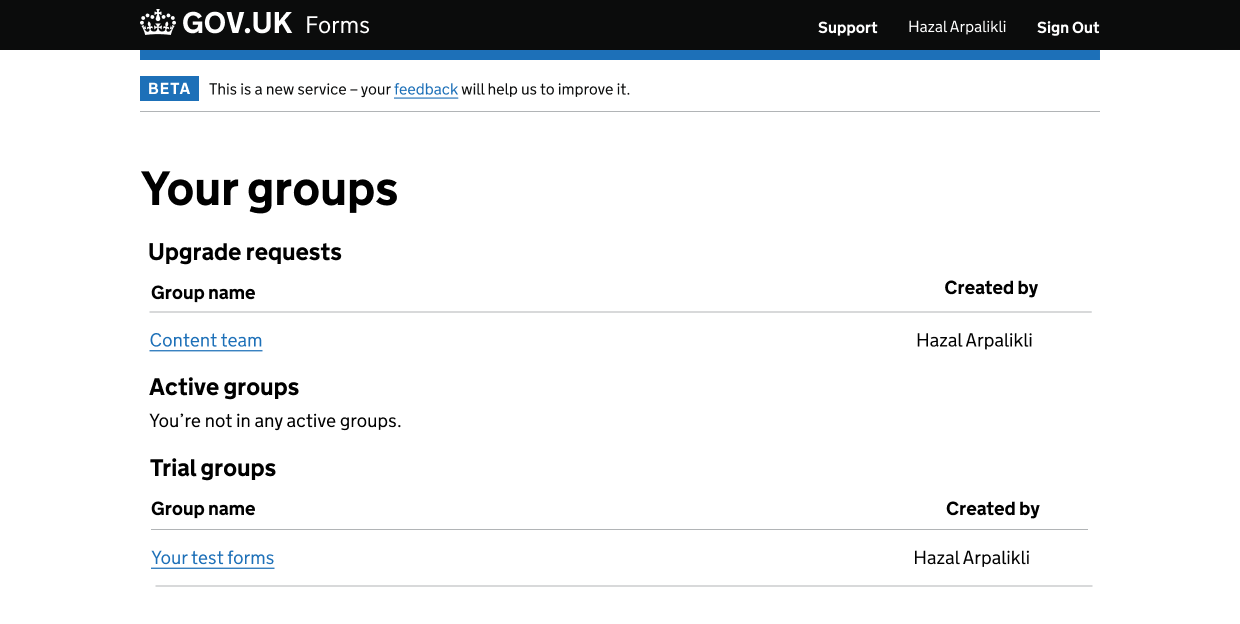 GOV.UK Forms Support Hazal Arpalikli Sign Out
BETA This is a new service – your feedback will help us to improve it.
Your groups
Upgrade requests
Group name Created by
Content team Hazal Arpalikli
Active groups
You’re not in any active groups.
Trial groups
Group name Created by
Your test forms Hazal Arpalikli